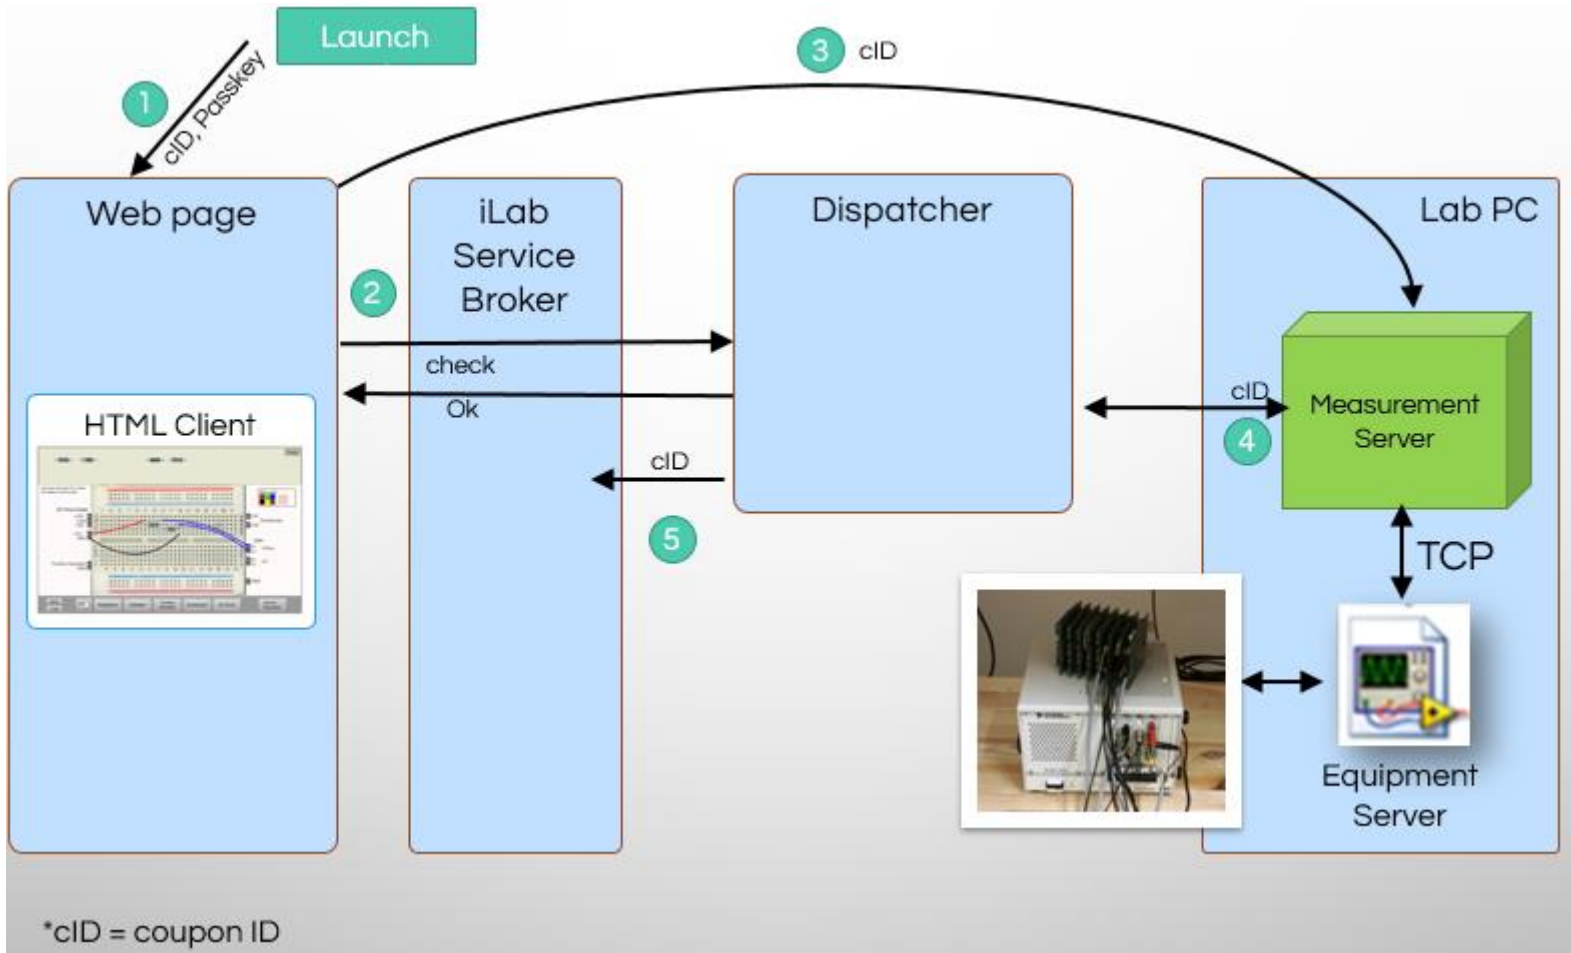 Launch
1
cID, Passkey
3
cID
Web page
iLab
Service
Broker
Dispatcher
Lab PC
2
check
Ok
cID
5
cID
4
Measurement
Server
HTML Client
TCP
Equipment
Server
*cID = coupon ID